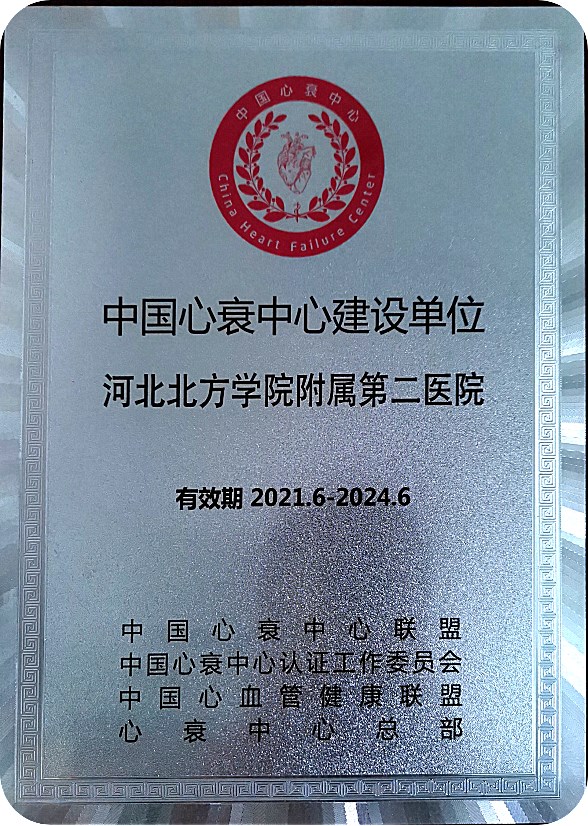 中国心衰中心
China Heart Failure Center
中国心衰中心建设单位
河北北方学院附属第二医院
有效期 2021.6-2024.6
中国心衰中心联盟
中国心衰中心认证工作委员会
中国心血管健康联盟
心衰中心总部